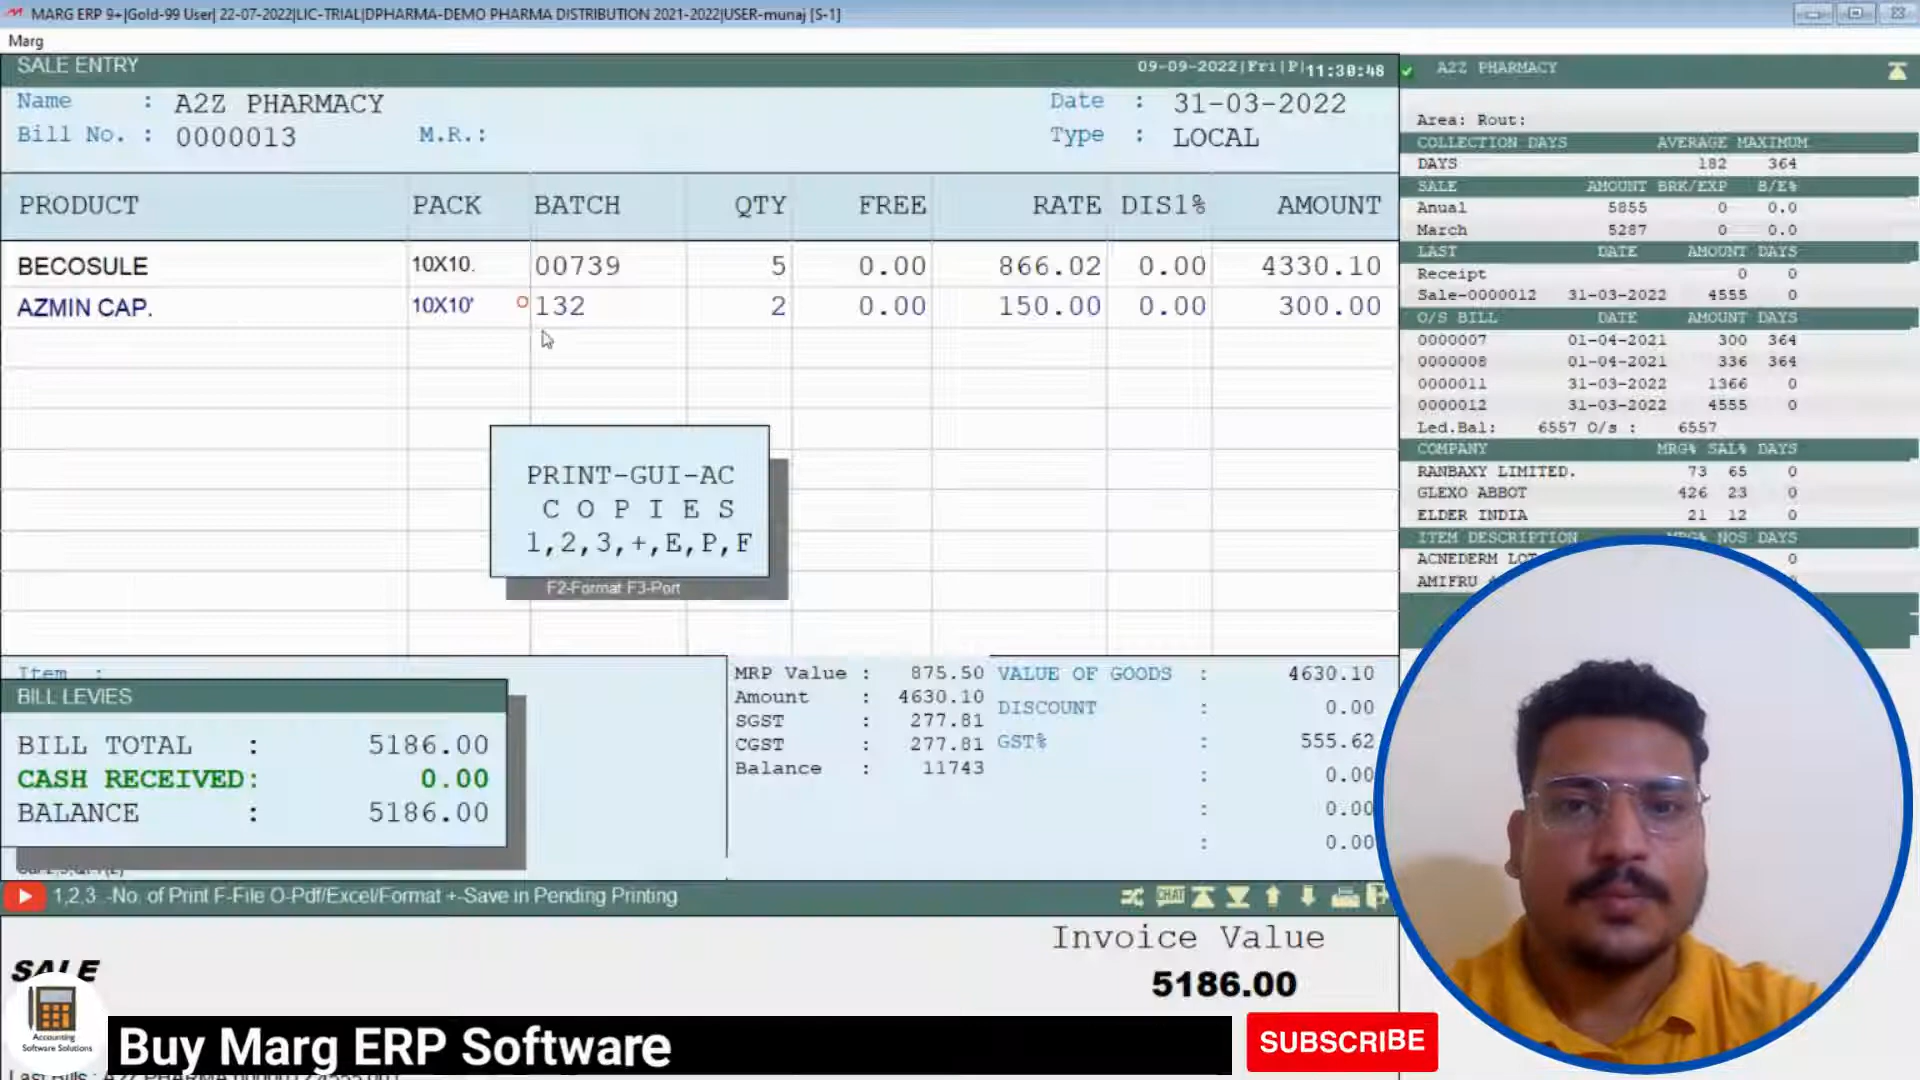 MARG ERP 9+|Gold-99 User| 22-07-2022|LIC-TRIAL|DPHARMA-DEMO PHARMA DISTRIBUTION 2021-2022|USER-munaj [S-1]
Marg
SALE ENTRY 09-09-2022|Fri|P|11:30:48
Name : A2Z PHARMACY Date : 31-03-2022
Bill No. : 0000013 M.R.: Type : LOCAL
PRODUCT PACK BATCH QTY FREE RATE DIS1% AMOUNT
BECOSULE 10X10. 00739 5 0.00 866.02 0.00 4330.10
AZMIN CAP. 10X10' 132 2 0.00 150.00 0.00 300.00
PRINT-GUI-AC
C O P I E S
1,2,3,+,E,P,F
F2-Format F3-Port
Item :
BILL LEVIES
BILL TOTAL : 5186.00
CASH RECEIVED: 0.00
BALANCE : 5186.00
MRP Value : 875.50
Amount : 4630.10
SGST : 277.81
CGST : 277.81
Balance : 11743
VALUE OF GOODS : 4630.10
DISCOUNT : 0.00
GST% : 555.62
: 0.00
: 0.00
: 0.00
1,2,3 -No. of Print F-File O-Pdf/Excel/Format +-Save in Pending Printing
CHAT
SALE
Invoice Value
5186.00
A2Z PHARMACY
Area: Rout:
COLLECTION DAYS AVERAGE MAXIMUM
DAYS 182 364
SALE AMOUNT BRK/EXP B/E%
Anual 5855 0 0.0
March 5287 0 0.0
LAST DATE AMOUNT DAYS
Receipt 0 0
Sale-0000012 31-03-2022 4555 0
O/S BILL DATE AMOUNT DAYS
0000007 01-04-2021 300 364
0000008 01-04-2021 336 364
0000011 31-03-2022 1366 0
0000012 31-03-2022 4555 0
Led.Bal: 6557 O/s : 6557
COMPANY MRG% SAL% DAYS
RANBAXY LIMITED. 73 65 0
GLEXO ABBOT 426 23 0
ELDER INDIA 21 12 0
ITEM DESCRIPTION MRG% NOS DAYS
ACNEDERM LOT 0
AMIFRU
Accounting
Software Solutions
Buy Marg ERP Software
SUBSCRIBE